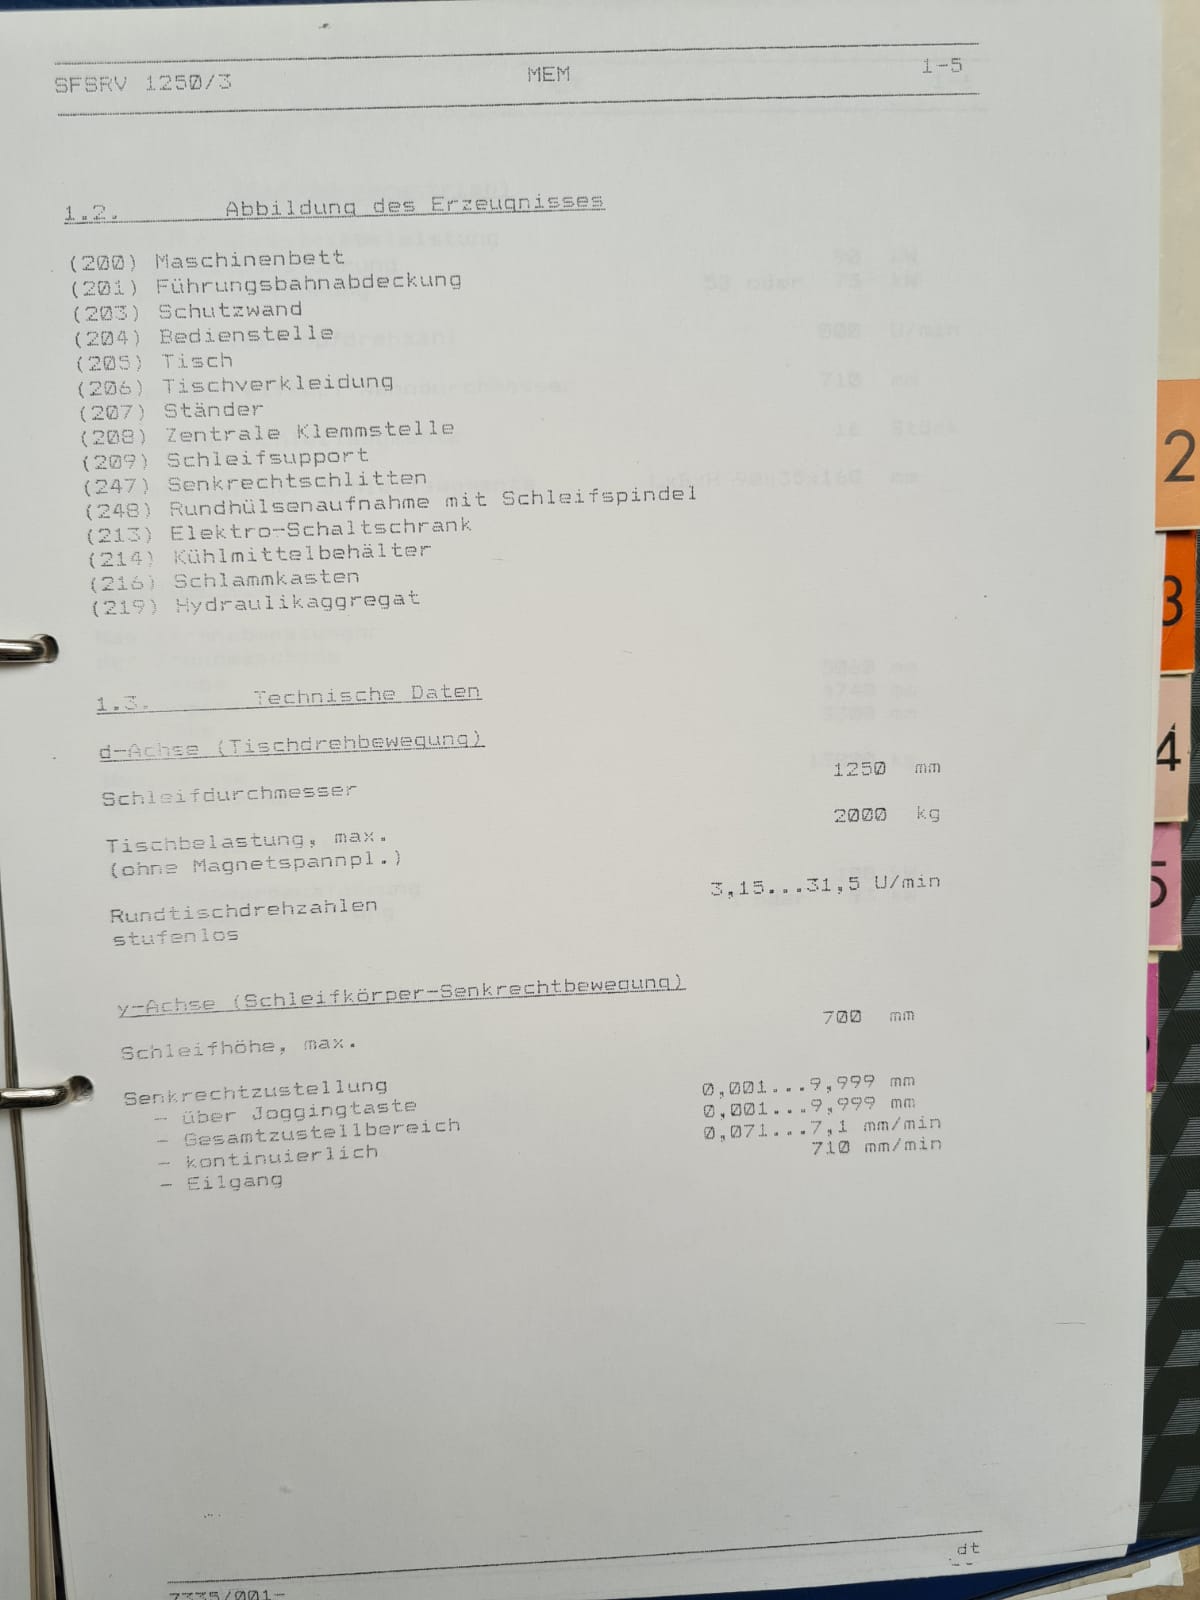 SFSRV 1250/3 MEM 1-5
1.2. Abbildung des Erzeugnisses
(200) Maschinenbett
(201) Führungsbahnabdeckung
(203) Schutzwand
(204) Bedienstelle
(205) Tisch
(206) Tischverkleidung
(207) Ständer
(208) Zentrale Klemmstelle
(209) Schleifsupport
(247) Senkrechtschlitten
(248) Rundhülsenaufnahme mit Schleifspindel
(213) Elektro-Schaltschrank
(214) Kühlmittelbehälter
(216) Schlammkasten
(219) Hydraulikaggregat
1.3. Technische Daten
d-Achse (Tischdrehbewegung)
Schleifdurchmesser 1250 mm
Tischbelastung, max. 2000 kg
(ohne Magnetspannpl.)
Rundtischdrehzahlen 3,15...31,5 U/min
stufenlos
y-Achse (Schleifkörper-Senkrechtbewegung)
Schleifhöhe, max. 700 mm
Senkrechtzustellung
- über Joggingtaste 0,001...9,999 mm
- Gesamtzustellbereich 0,001...9,999 mm
- kontinuierlich 0,071...7,1 mm/min
- Eilgang 710 mm/min
dt
7335/001-
2
3
4
5